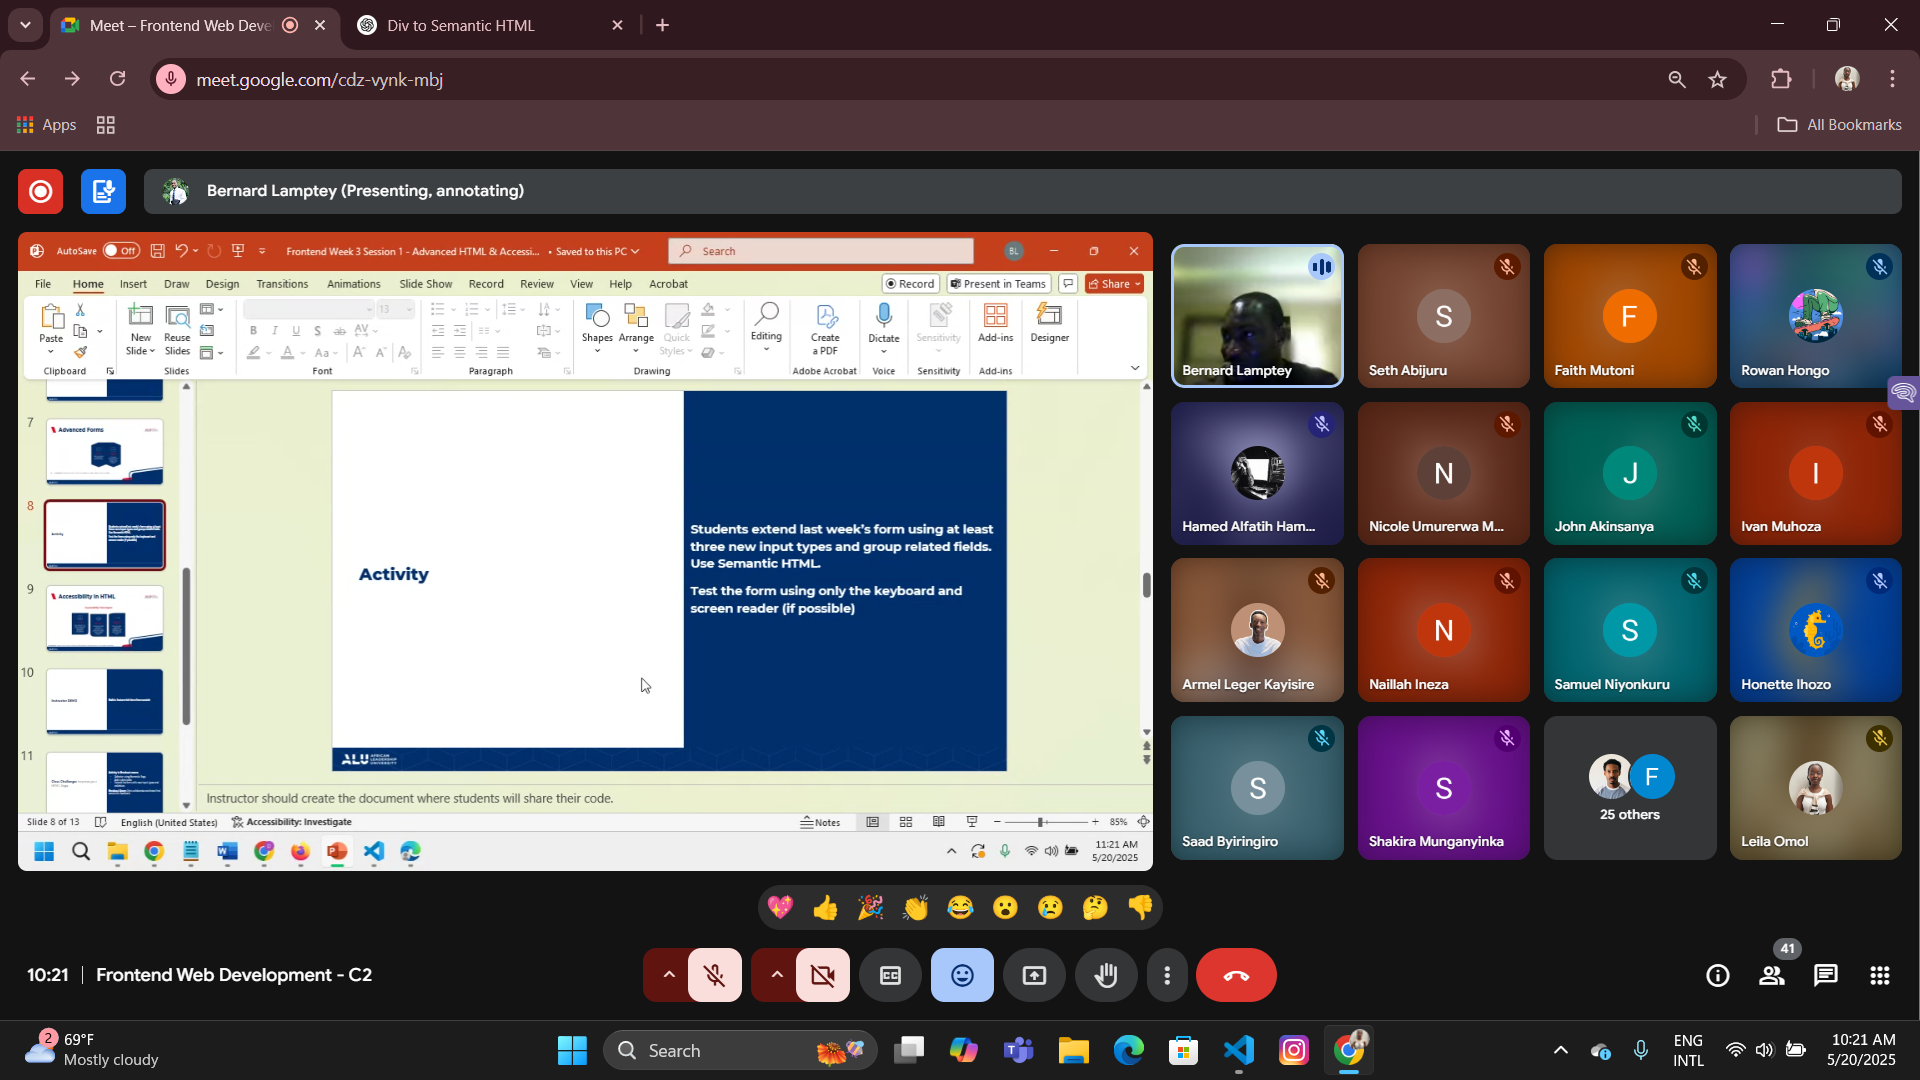 Meet – Frontend Web Deve
Div to Semantic HTML
meet.google.com/cdz-vynk-mbj
Apps
All Bookmarks
Bernard Lamptey (Presenting, annotating)
AutoSave Off
Frontend Week 3 Session 1 - Advanced HTML & Accessi... • Saved to this PC
Search
BL
File Home Insert Draw Design Transitions Animations Slide Show Record Review View Help Acrobat
Record
Present in Teams
Share
Paste
New Slide
Reuse Slides
13
Shapes
Arrange
Quick Styles
Editing
Create a PDF
Dictate
Sensitivity
Add-ins
Designer
Clipboard
Slides
Font
Paragraph
Drawing
Adobe Acrobat
Voice
Sensitivity
Add-ins
7
Advanced Forms
8
9
Accessibility in HTML
10
11
Activity
Students extend last week’s form using at least
three new input types and group related fields.
Use Semantic HTML.
Test the form using only the keyboard and
screen reader (if possible)
ALU AFRICAN LEADERSHIP UNIVERSITY
Instructor should create the document where students will share their code.
Slide 8 of 13
English (United States)
Accessibility: Investigate
Notes
85%
11:21 AM
5/20/2025
Bernard Lamptey
S
Seth Abijuru
F
Faith Mutoni
Rowan Hongo
Hamed Alfatih Ham...
N
Nicole Umurerwa M...
J
John Akinsanya
I
Ivan Muhoza
Armel Leger Kayisire
N
Naillah Ineza
S
Samuel Niyonkuru
Honette Ihozo
S
Saad Byiringiro
S
Shakira Munganyinka
F
25 others
Leila Omol
10:21 | Frontend Web Development - C2
41
2
69°F
Mostly cloudy
Search
ENG
INTL
10:21 AM
5/20/2025